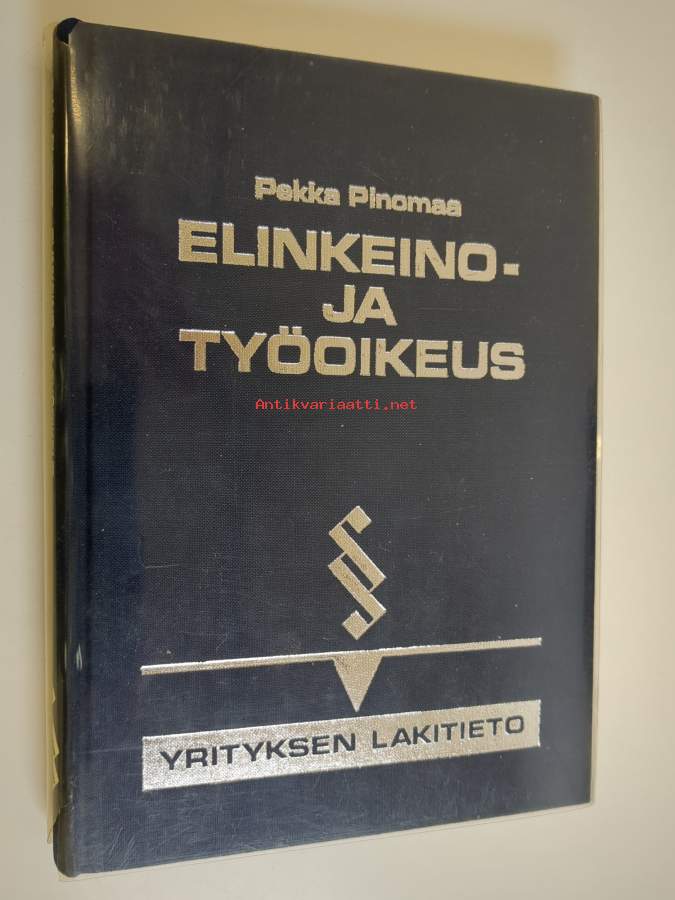 Pekka Pinomaa
ELINKEINO-
JA
TYÖOIKEUS
Antikvariaatti.net
§
YRITYKSEN LAKITIETO